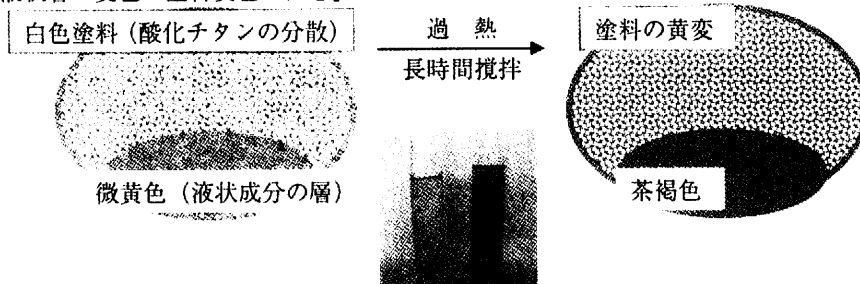 白色塗料（酸化チタンの分散）
過 熱
長時間撹拌
塗料の黄変
微黄色（液状成分の層）
茶褐色